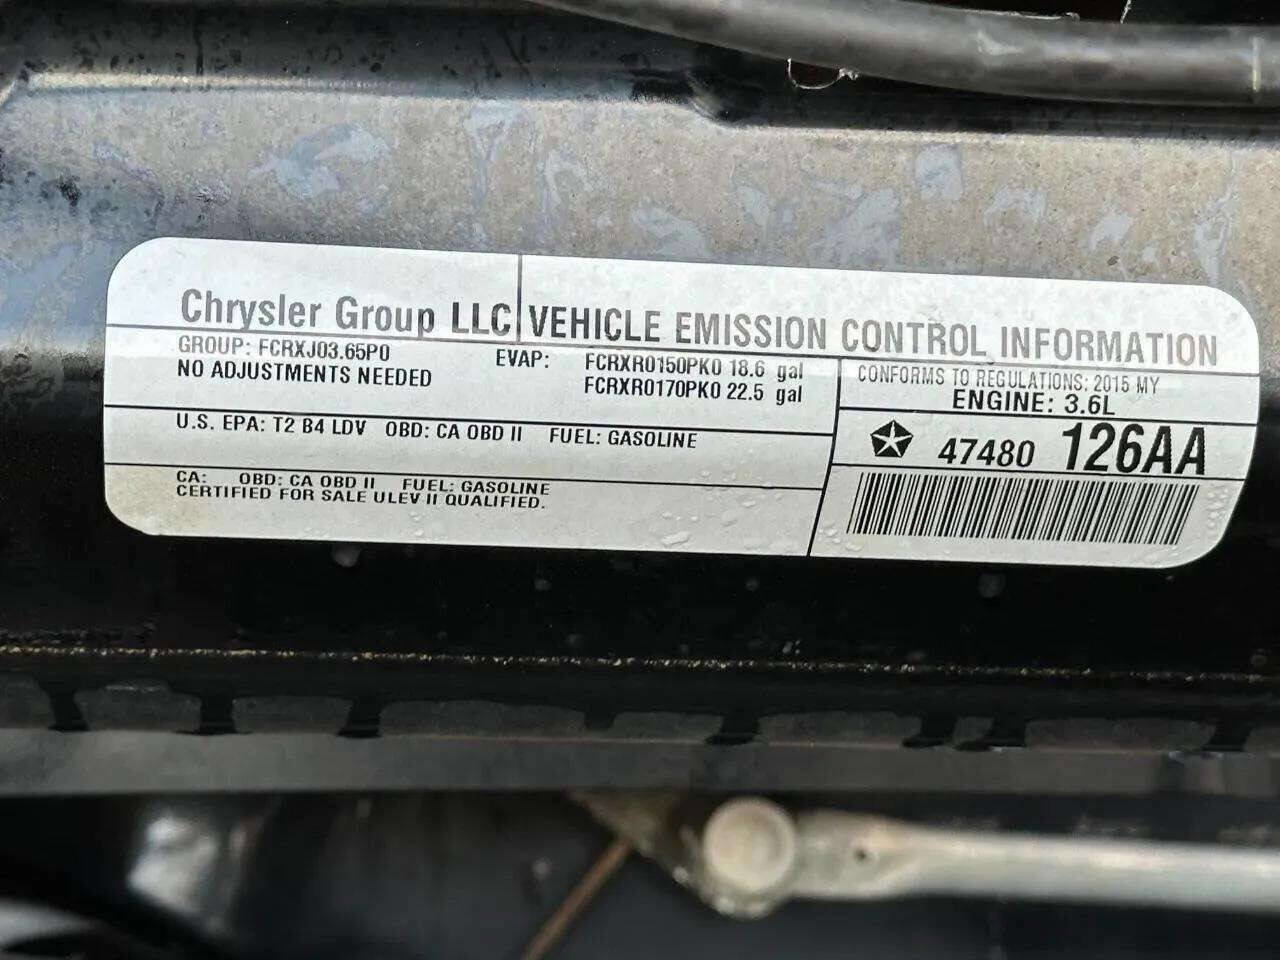 Chrysler Group LLC VEHICLE EMISSION CONTROL INFORMATION
GROUP: FCRXJ03.65P0
NO ADJUSTMENTS NEEDED
EVAP: FCRXR0150PK0 18.6 gal
FCRXR0170PK0 22.5 gal
CONFORMS TO REGULATIONS: 2015 MY
ENGINE: 3.6L
U.S. EPA: T2 B4 LDV OBD: CA OBD II FUEL: GASOLINE
47480 126AA
CA: OBD: CA OBD II FUEL: GASOLINE
CERTIFIED FOR SALE ULEV II QUALIFIED.